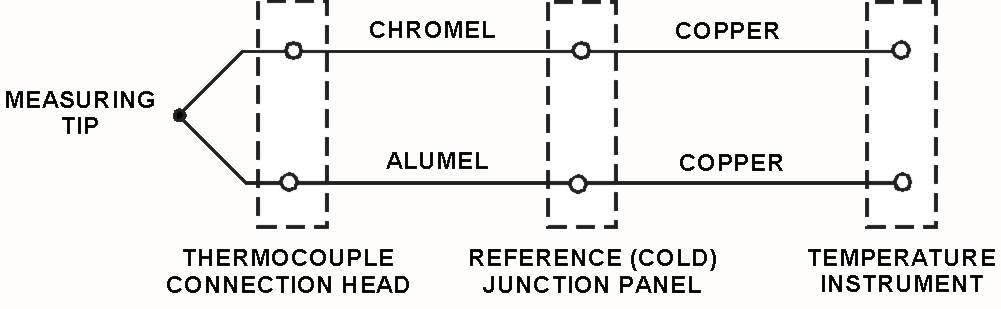 CHROMEL
COPPER
MEASURING
TIP
ALUMEL
COPPER
THERMOCOUPLE
CONNECTION HEAD
REFERENCE (COLD)
JUNCTION PANEL
TEMPERATURE
INSTRUMENT